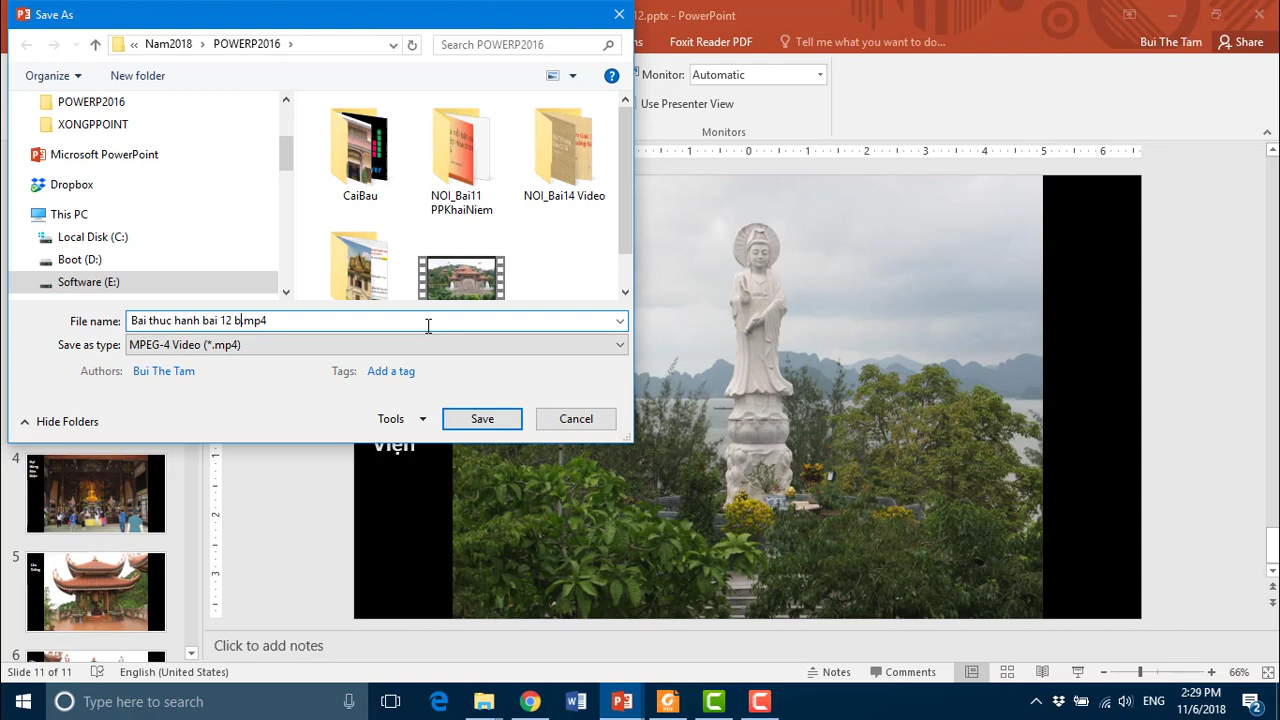 Save As
12.pptx - PowerPoint
Nam2018
POWERP2016
Search POWERP2016
Foxit Reader PDF
Tell me what you want to do...
Bui The Tam
Share
Organize
New folder
Monitor:
Automatic
Use Presenter View
Monitors
POWERP2016
XONGPPOINT
Microsoft PowerPoint
Dropbox
This PC
Local Disk (C:)
Boot (D:)
Software (E:)
CaiBau
NOI_Bai11
PPKhaiNiem
NOI_Bai14 Video
File name:
Bai thuc hanh bai 12 b.mp4
Save as type:
MPEG-4 Video (*.mp4)
Authors:
Bui The Tam
Tags:
Add a tag
Hide Folders
Tools
Save
Cancel
Viện
4
5
6
Click to add notes
Slide 11 of 11
English (United States)
Notes
Comments
66%
Type here to search
ENG
2:29 PM
11/6/2018
2